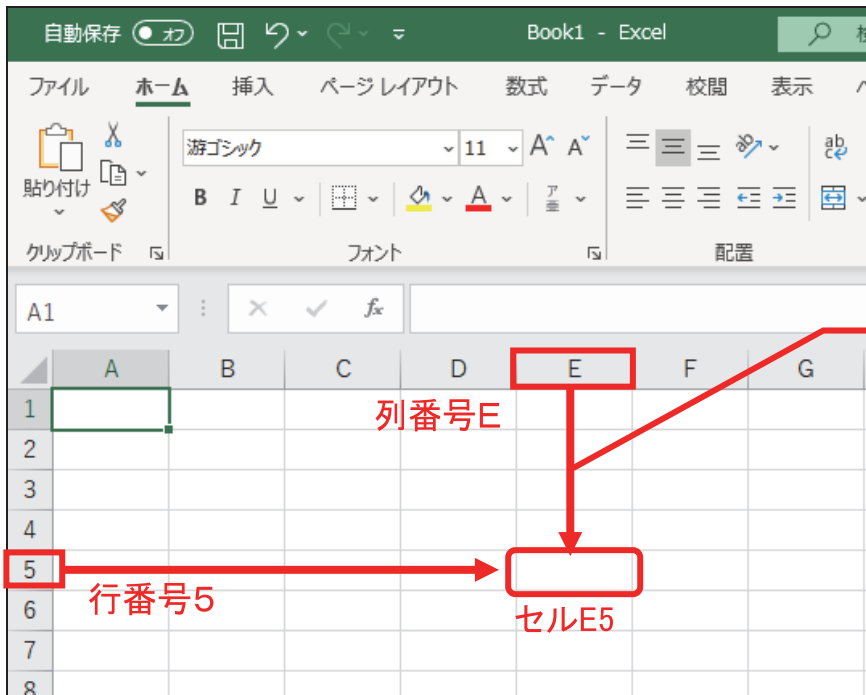 自動保存 オフ Book1 - Excel
ファイル ホーム 挿入 ページ レイアウト 数式 データ 校閲 表示
貼り付け 游ゴシック 11 A A ab
B I U A ア 亜
クリップボード フォント 配置
A1 fx
A B C D E F G
1 列番号E
2
3
4
5
行番号5
6 セルE5
7
8